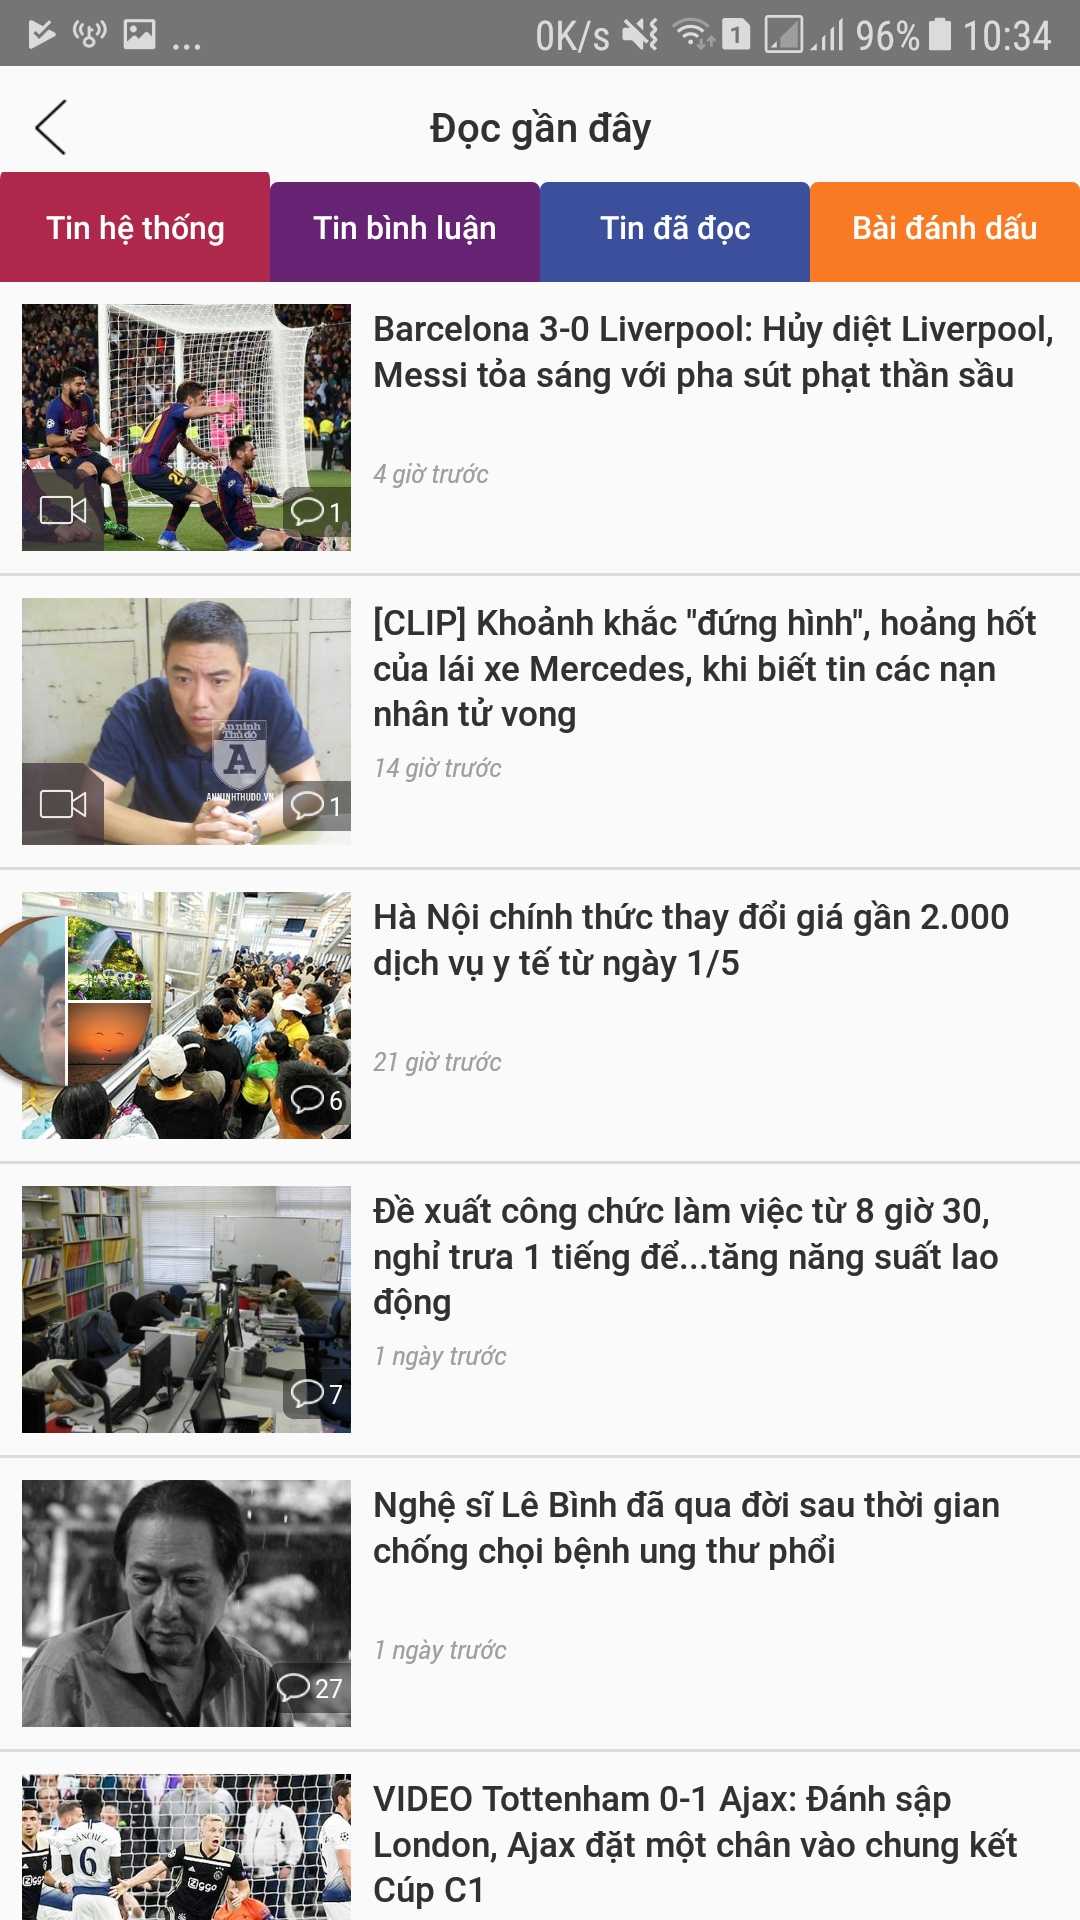 ... 0K/s 1 96% 10:34
Đọc gần đây
Tin hệ thống Tin bình luận Tin đã đọc Bài đánh dấu
Barcelona 3-0 Liverpool: Hủy diệt Liverpool,
Messi tỏa sáng với pha sút phạt thần sầu
4 giờ trước
1
[CLIP] Khoảnh khắc "đứng hình", hoảng hốt
của lái xe Mercedes, khi biết tin các nạn
nhân tử vong
14 giờ trước
An ninh
Thủ đô
A
ANNINHTHUDO.VN
1
Hà Nội chính thức thay đổi giá gần 2.000
dịch vụ y tế từ ngày 1/5
21 giờ trước
6
Đề xuất công chức làm việc từ 8 giờ 30,
nghỉ trưa 1 tiếng để...tăng năng suất lao
động
1 ngày trước
7
Nghệ sĩ Lê Bình đã qua đời sau thời gian
chống chọi bệnh ung thư phổi
1 ngày trước
27
VIDEO Tottenham 0-1 Ajax: Đánh sập
London, Ajax đặt một chân vào chung kết
Cúp C1
SÁNCHEZ
6
Ziggo